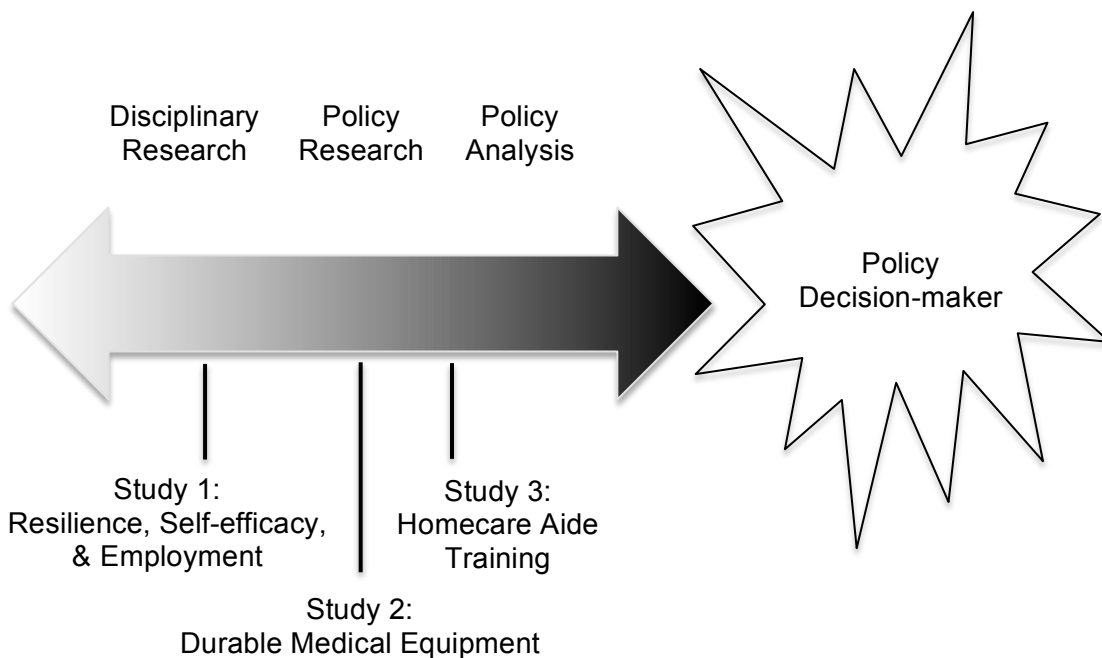 Disciplinary
Research
Policy
Research
Policy
Analysis
Policy
Decision-maker
Study 1:
Resilience, Self-efficacy,
& Employment
Study 3:
Homecare Aide
Training
Study 2:
Durable Medical Equipment